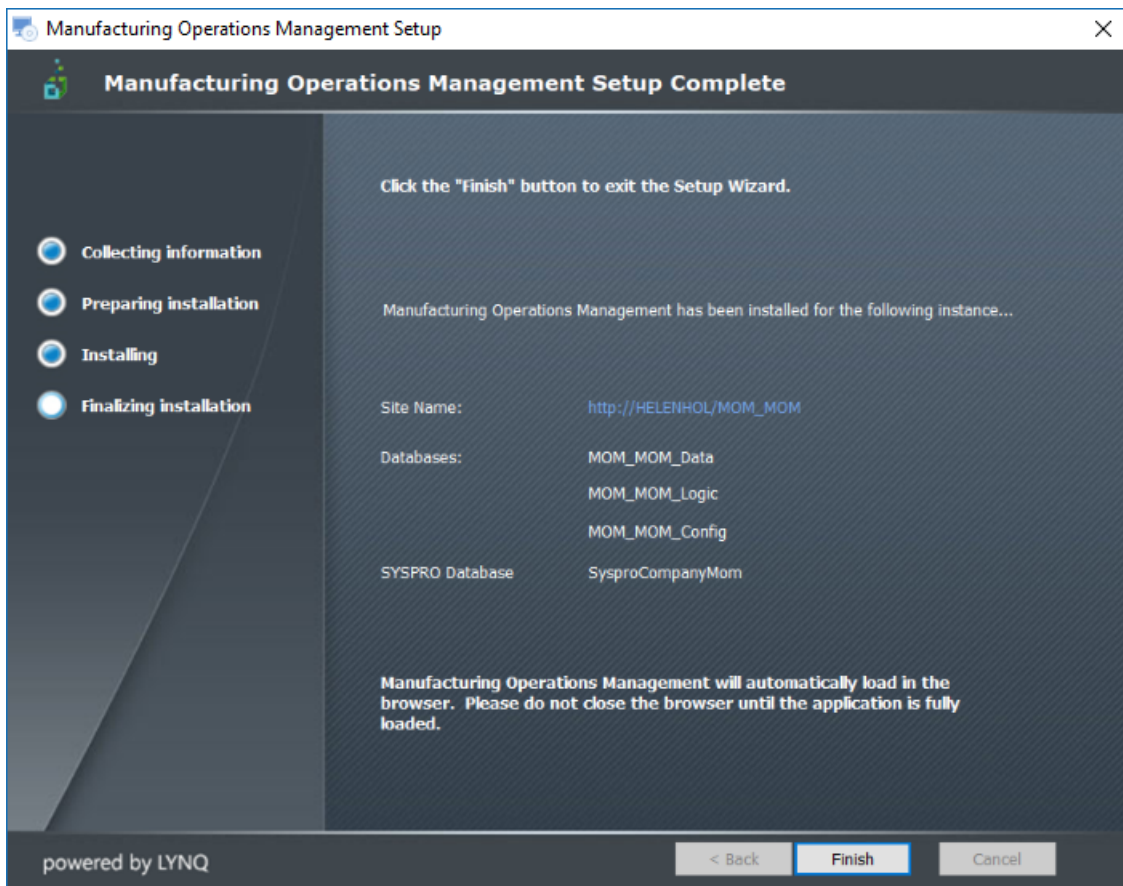 Manufacturing Operations Management Setup
Manufacturing Operations Management Setup Complete
Click the "Finish" button to exit the Setup Wizard.
Collecting information
Preparing installation
Installing
Finalizing installation
Manufacturing Operations Management has been installed for the following instance...
Site Name: http://HELENHOL/MOM_MOM
Databases: MOM_MOM_Data
MOM_MOM_Logic
MOM_MOM_Config
SYSPRO Database SysproCompanyMom
Manufacturing Operations Management will automatically load in the
browser. Please do not close the browser until the application is fully
loaded.
powered by LYNQ
< Back Finish Cancel